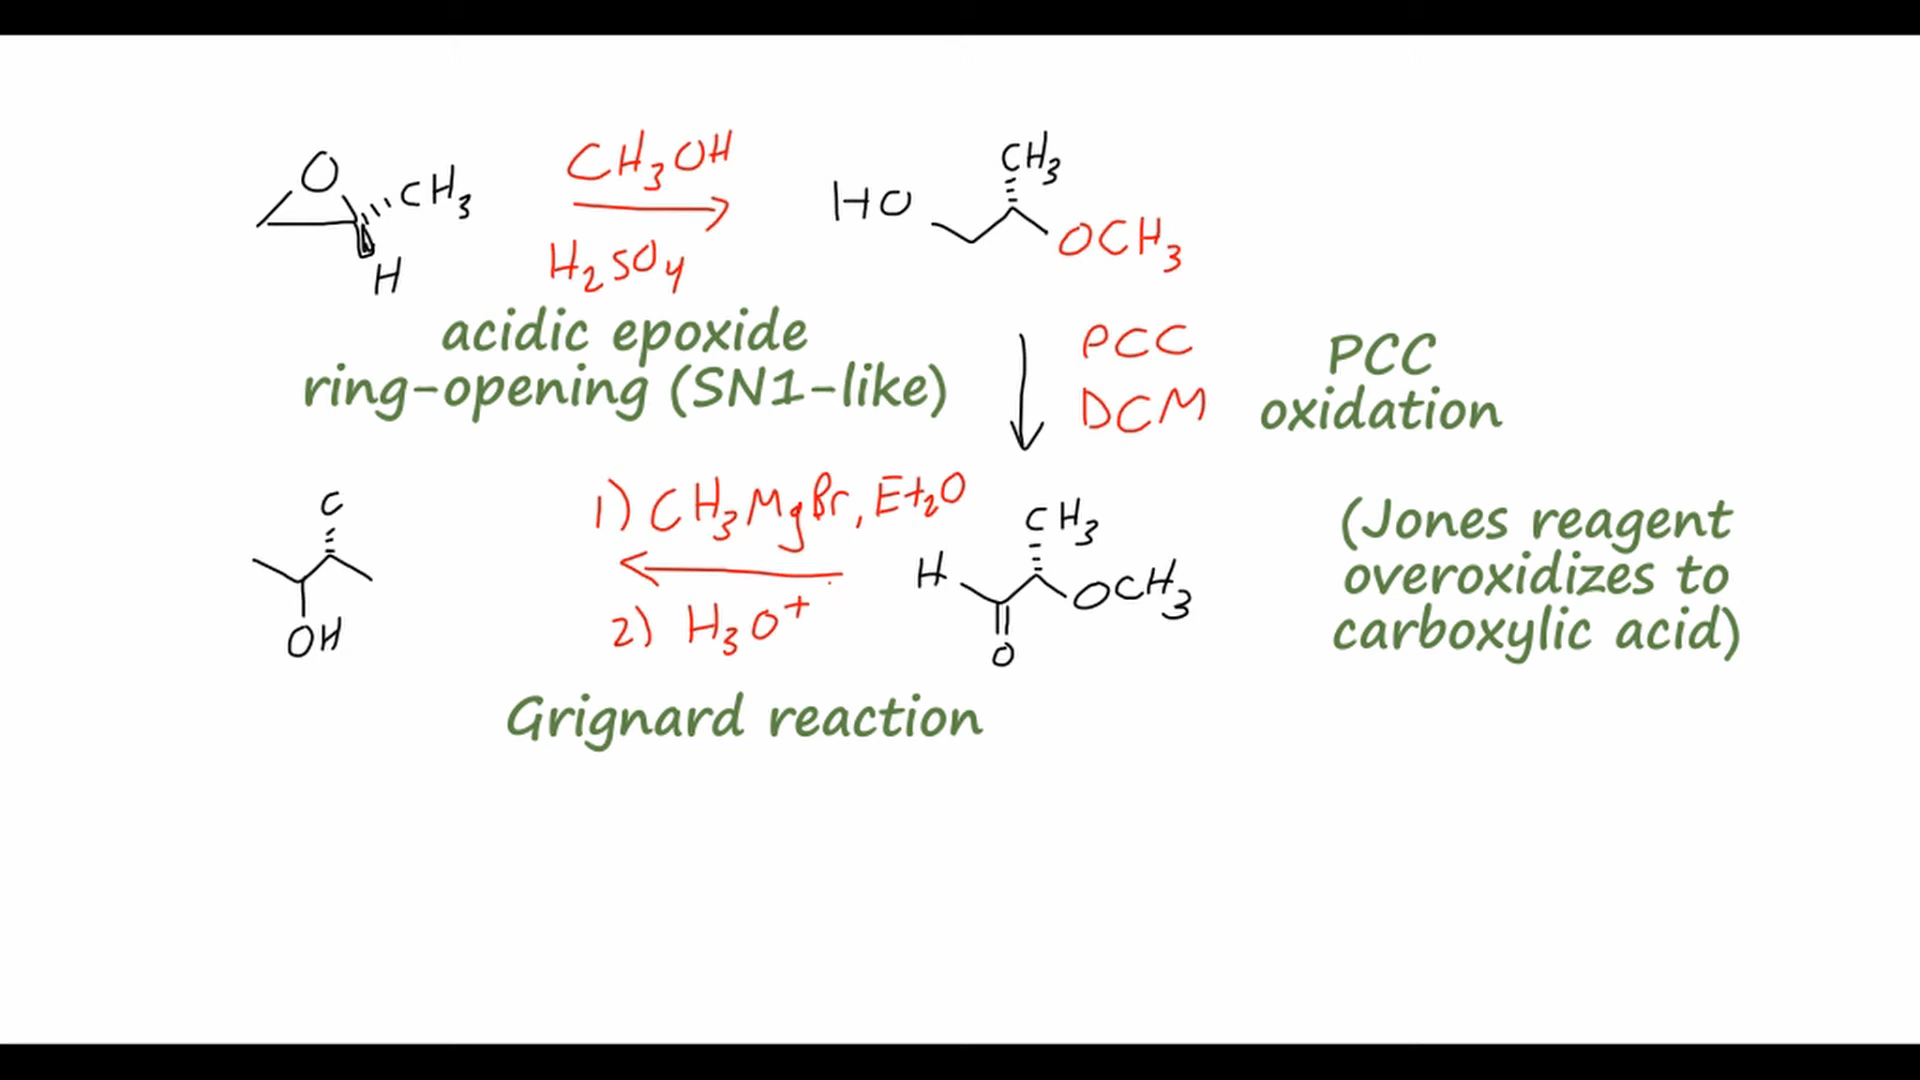 O
CH3
H
CH3OH
H2SO4
HO
CH3
OCH3
acidic epoxide
ring-opening (SN1-like)
PCC
DCM
PCC
oxidation
C
OH
1) CH3MgBr, Et2O
2) H3O+
H
CH3
OCH3
O
(Jones reagent
overoxidizes to
carboxylic acid)
Grignard reaction